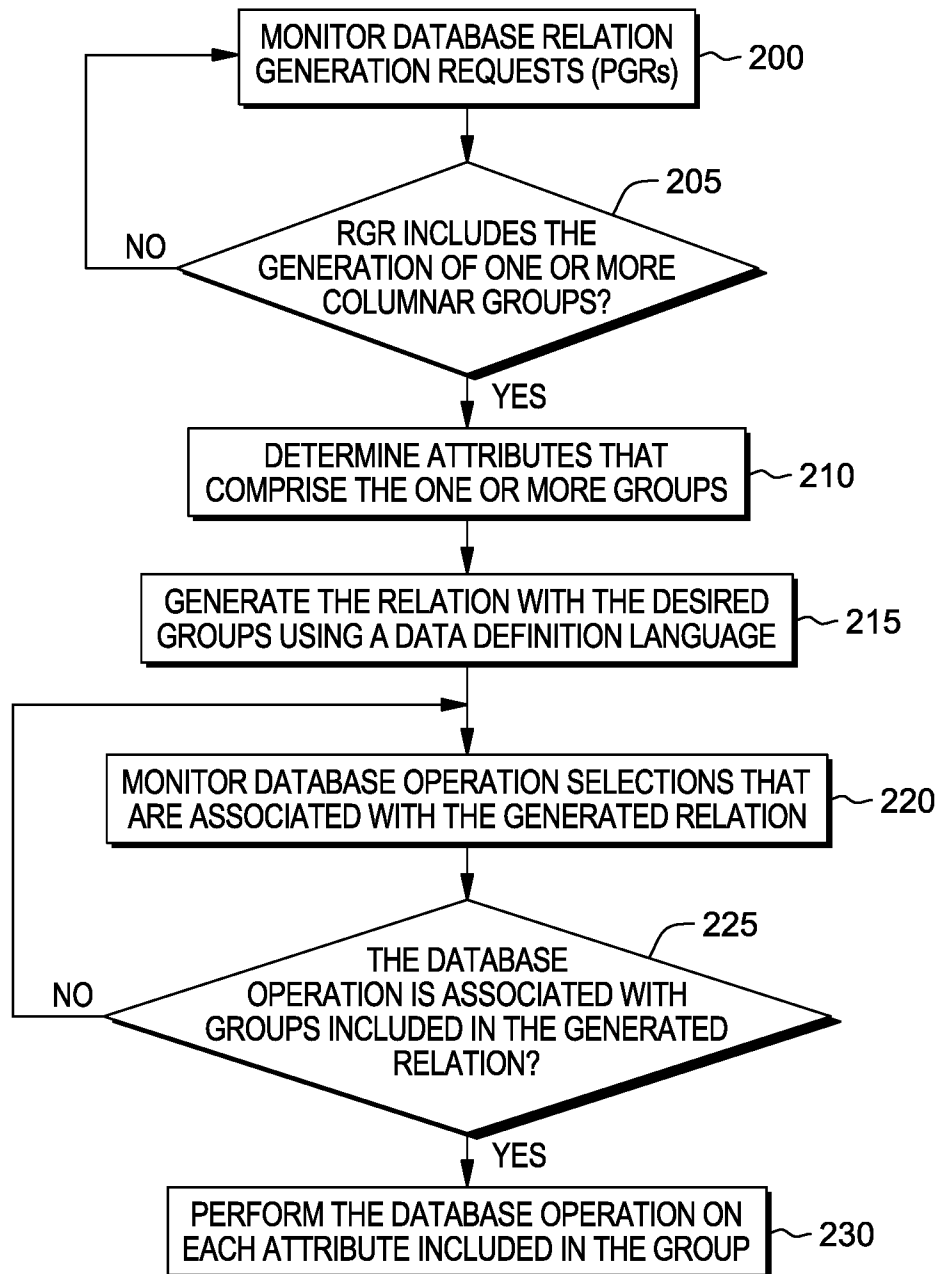 MONITOR DATABASE RELATION
GENERATION REQUESTS (PGRs)
200
205
RGR INCLUDES THE
GENERATION OF ONE OR MORE
COLUMNAR GROUPS?
NO
YES
DETERMINE ATTRIBUTES THAT
COMPRISE THE ONE OR MORE GROUPS
210
GENERATE THE RELATION WITH THE DESIRED
GROUPS USING A DATA DEFINITION LANGUAGE
215
MONITOR DATABASE OPERATION SELECTIONS THAT
ARE ASSOCIATED WITH THE GENERATED RELATION
220
225
THE DATABASE
OPERATION IS ASSOCIATED WITH
GROUPS INCLUDED IN THE GENERATED
RELATION?
NO
YES
PERFORM THE DATABASE OPERATION ON
EACH ATTRIBUTE INCLUDED IN THE GROUP
230